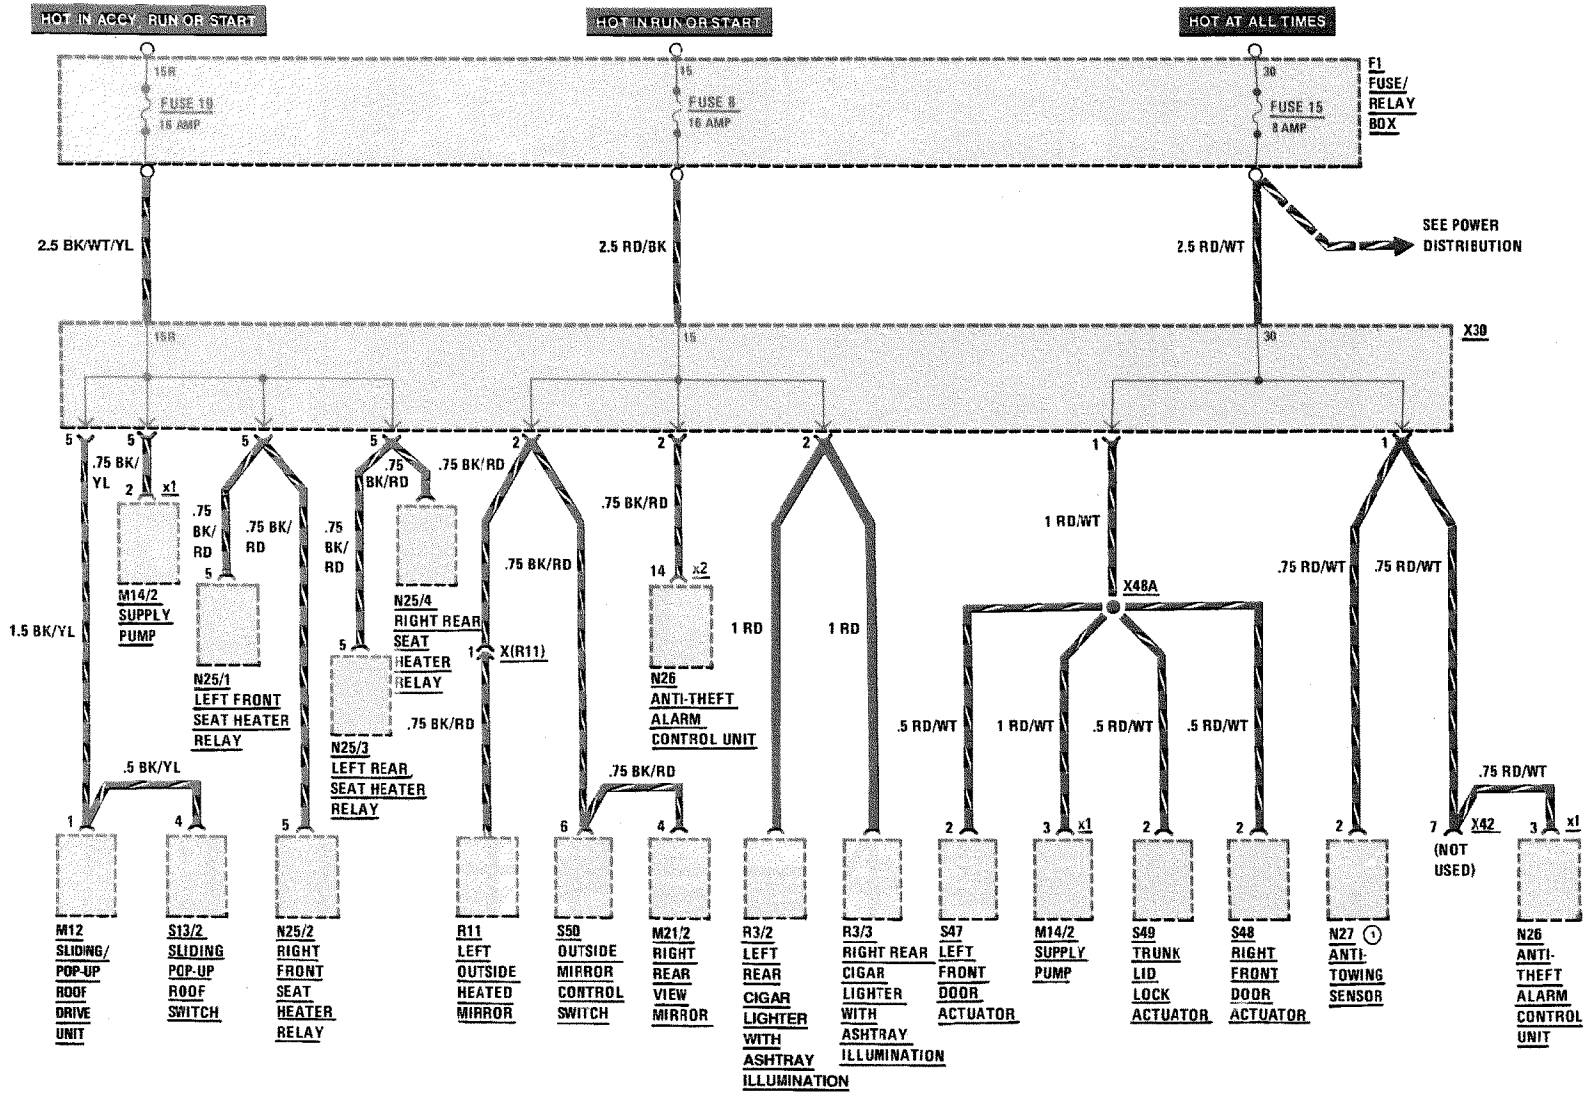 HOT IN ACCY, RUN OR START
HOT IN RUN OR START
HOT AT ALL TIMES
15R
FUSE 19
16 AMP
15
FUSE 8
16 AMP
30
FUSE 15
8 AMP
F1
FUSE/
RELAY
BOX
2.5 BK/WT/YL
2.5 RD/BK
2.5 RD/WT
SEE POWER
DISTRIBUTION
15R
15
30
X30
5
5
5
5
2
2
2
1
1
.75 BK/
YL
2
x1
M14/2
SUPPLY
PUMP
.75
BK/
RD
5
N25/1
LEFT FRONT
SEAT HEATER
RELAY
.75 BK/
RD
.75
BK/
RD
5
N25/3
LEFT REAR
SEAT HEATER
RELAY
.75
BK/RD
N25/4
RIGHT REAR
SEAT
HEATER
RELAY
.75 BK/RD
1
X(R11)
.75 BK/RD
.75 BK/RD
.75 BK/RD
14
x2
N26
ANTI-THEFT
ALARM
CONTROL UNIT
1 RD
1 RD
1 RD/WT
X48A
.5 RD/WT
1 RD/WT
.5 RD/WT
.5 RD/WT
.75 RD/WT
.75 RD/WT
1.5 BK/YL
.5 BK/YL
.75 BK/RD
.75 RD/WT
1
4
5
6
4
2
3
x1
2
2
2
7
X42
(NOT
USED)
3
x1
M12
SLIDING/
POP-UP
ROOF
DRIVE
UNIT
S13/2
SLIDING
POP-UP
ROOF
SWITCH
N25/2
RIGHT
FRONT
SEAT
HEATER
RELAY
R11
LEFT
OUTSIDE
HEATED
MIRROR
S50
OUTSIDE
MIRROR
CONTROL
SWITCH
M21/2
RIGHT
REAR
VIEW
MIRROR
R3/2
LEFT
REAR
CIGAR
LIGHTER
WITH
ASHTRAY
ILLUMINATION
R3/3
RIGHT REAR
CIGAR
LIGHTER
WITH
ASHTRAY
ILLUMINATION
S47
LEFT
FRONT
DOOR
ACTUATOR
M14/2
SUPPLY
PUMP
S49
TRUNK
LID
LOCK
ACTUATOR
S48
RIGHT
FRONT
DOOR
ACTUATOR
N27 ①
ANTI-
TOWING
SENSOR
N26
ANTI-
THEFT
ALARM
CONTROL
UNIT